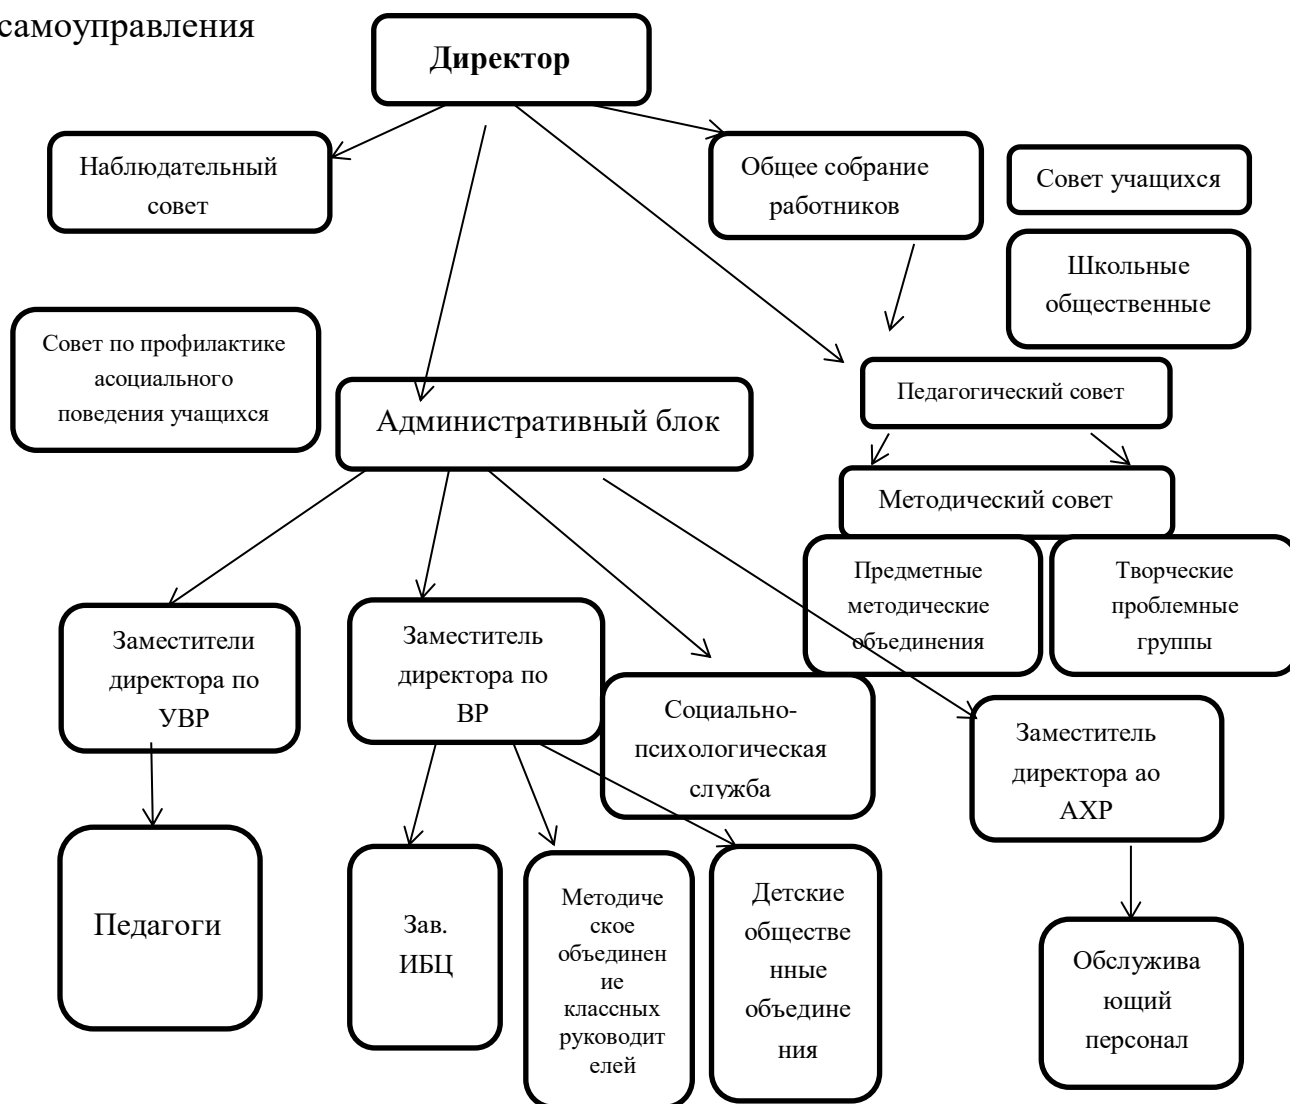 самоуправления
Директор
Наблюдательный
совет
Общее собрание
работников
Совет учащихся
Школьные
общественные
Совет по профилактике
асоциального
поведения учащихся
Административный блок
Педагогический совет
Методический совет
Предметные
методические
объединения
Творческие
проблемные
группы
Заместители
директора по
УВР
Заместитель
директора по
ВР
Социально-
психологическая
служба
Заместитель
директора ао
АХР
Педагоги
Зав.
ИБЦ
Методиче
ское
объединен
ие
классных
руководит
елей
Детские
обществе
нные
объедине
ния
Обслужива
ющий
персонал